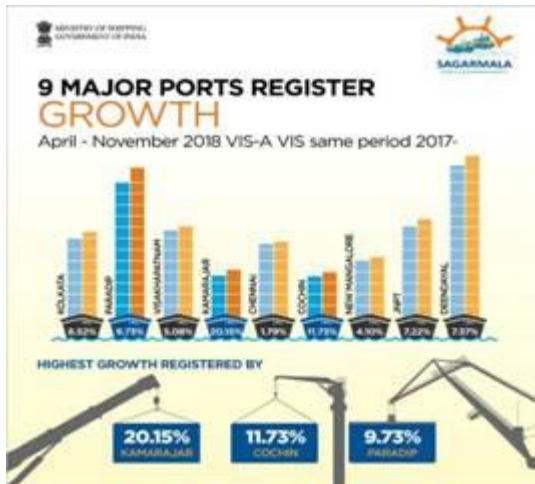 MINISTRY OF SHIPPING
GOVERNMENT OF INDIA
SAGARMALA
9 MAJOR PORTS REGISTER
GROWTH
April - November 2018 VIS-A VIS same period 2017-
KOLKATA
PARADIP
VISAKHAPATNAM
KAMARAJAR
CHENNAI
COCHIN
NEW MANGALORE
JNPT
DEENDAYAL
9.73%
5.08%
20.15%
1.79%
11.73%
4.10%
7.22%
7.37%
HIGHEST GROWTH REGISTERED BY
20.15%
KAMARAJAR
11.73%
COCHIN
9.73%
PARADIP